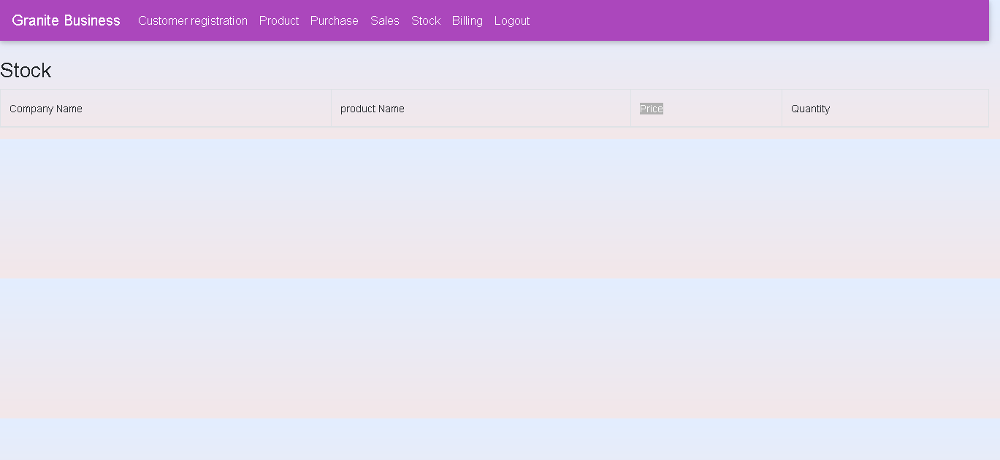 Granite Business Customer registration Product Purchase Sales Stock Billing Logout
Stock
Company Name product Name Price Quantity